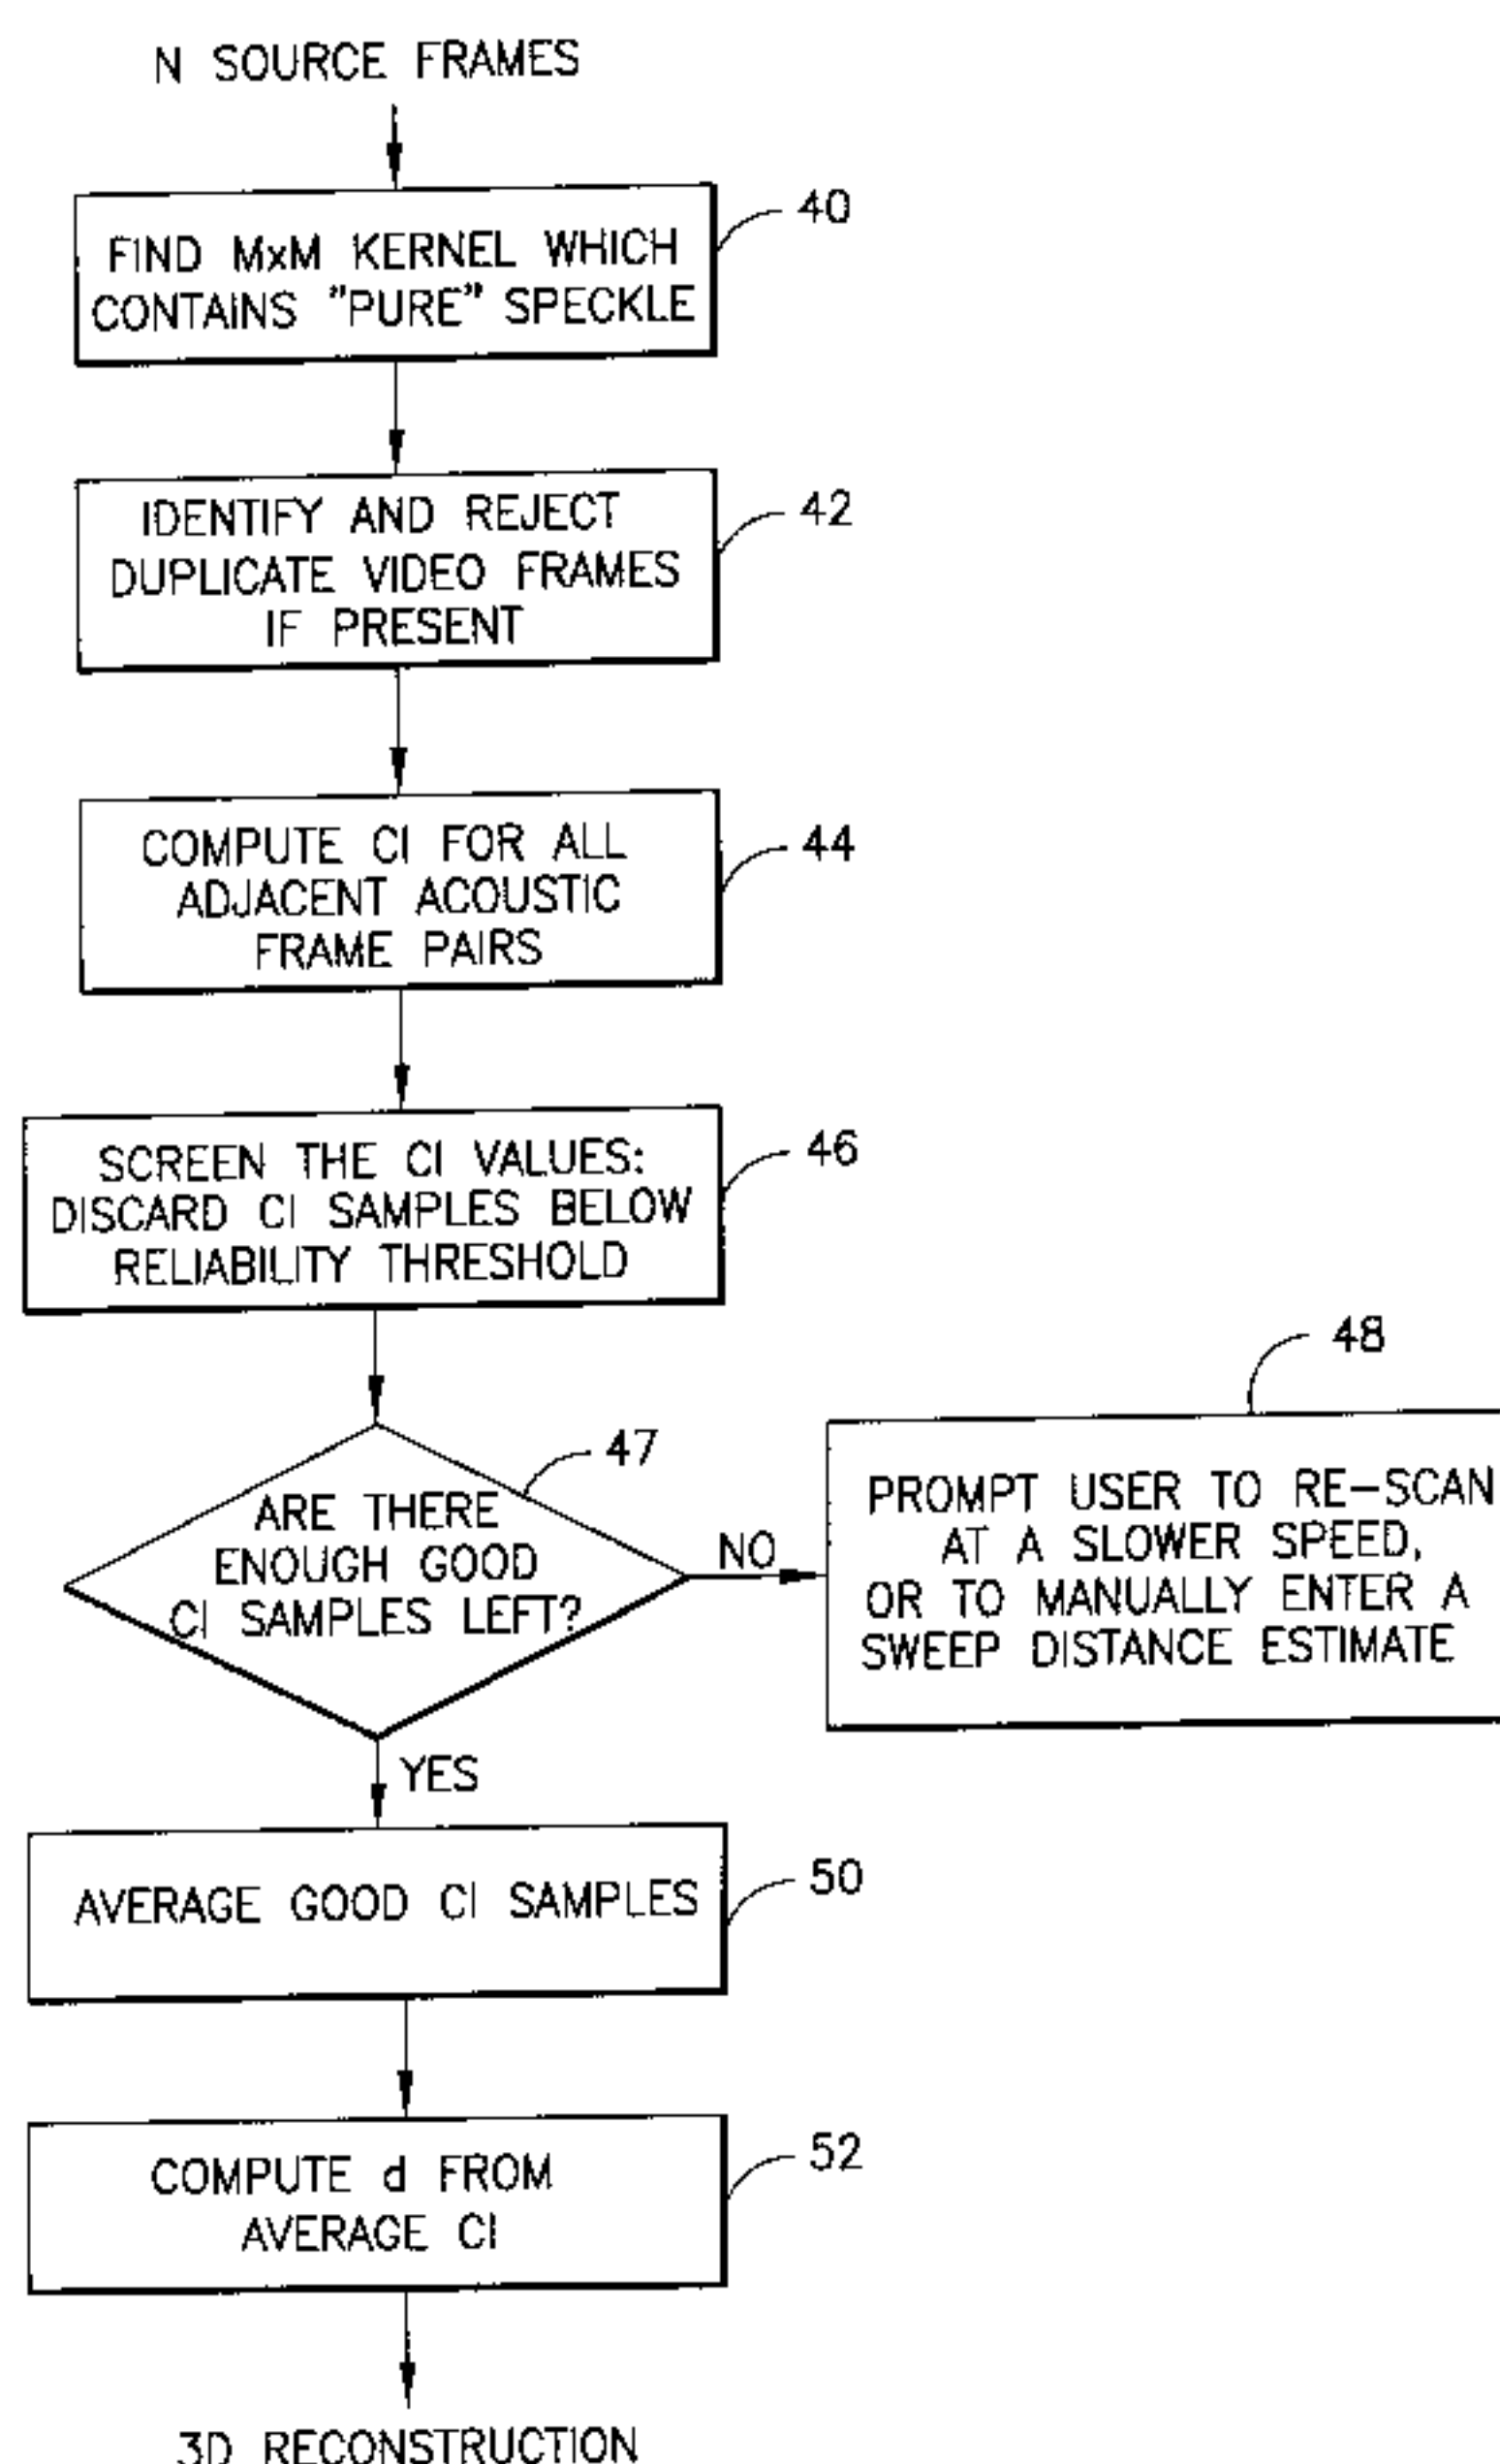 N SOURCE FRAMES
40
FIND MxM KERNEL WHICH
CONTAINS "PURE" SPECKLE
42
IDENTIFY AND REJECT
DUPLICATE VIDEO FRAMES
IF PRESENT
44
COMPUTE CI FOR ALL
ADJACENT ACOUSTIC
FRAME PAIRS
46
SCREEN THE CI VALUES:
DISCARD CI SAMPLES BELOW
RELIABILITY THRESHOLD
47
ARE THERE
ENOUGH GOOD
CI SAMPLES LEFT?
NO
48
PROMPT USER TO RE-SCAN
AT A SLOWER SPEED,
OR TO MANUALLY ENTER A
SWEEP DISTANCE ESTIMATE
YES
50
AVERAGE GOOD CI SAMPLES
52
COMPUTE d FROM
AVERAGE CI
3D RECONSTRUCTION